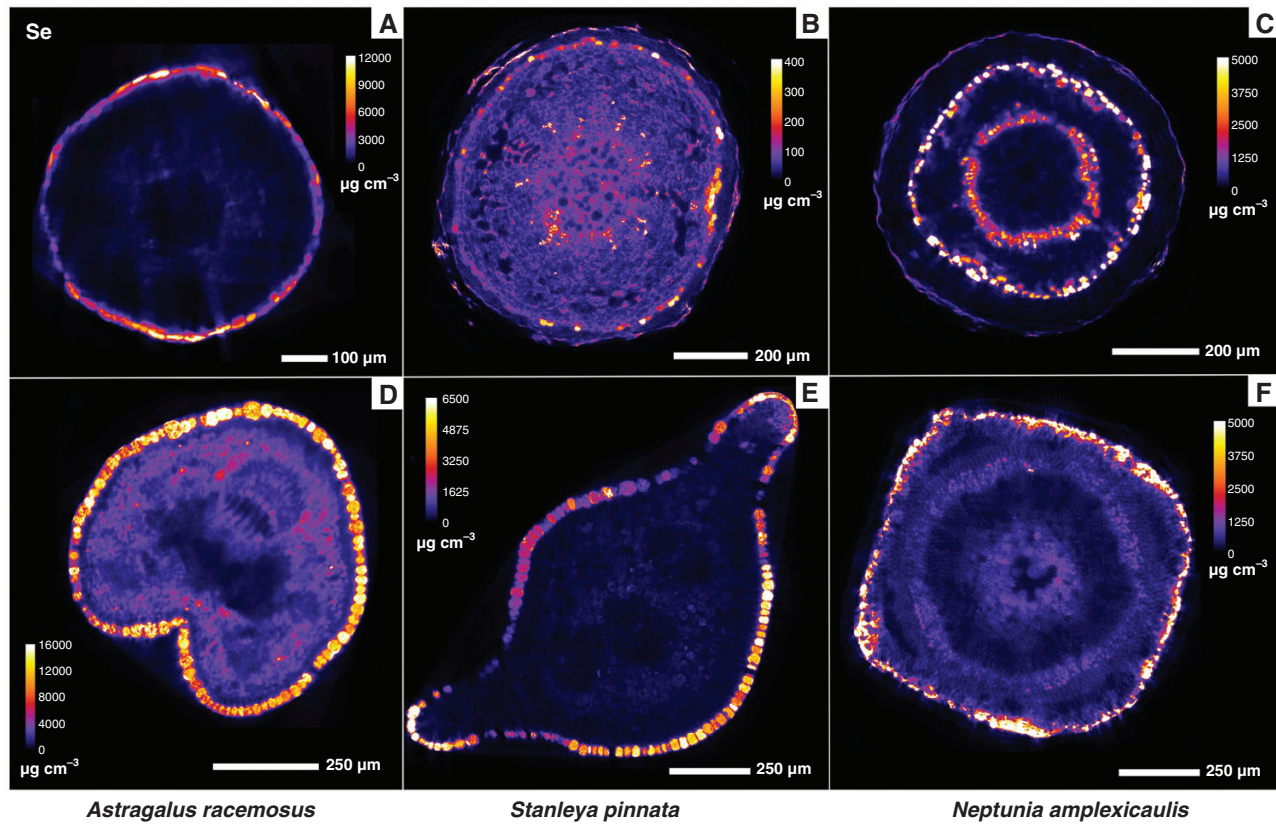 Se
A
12000
9000
6000
3000
0
µg cm⁻³
100 µm
B
400
300
200
100
0
µg cm⁻³
200 µm
C
5000
3750
2500
1250
0
µg cm⁻³
200 µm
D
16000
12000
8000
4000
0
µg cm⁻³
250 µm
E
6500
4875
3250
1625
0
µg cm⁻³
250 µm
F
5000
3750
2500
1250
0
µg cm⁻³
250 µm
Astragalus racemosus
Stanleya pinnata
Neptunia amplexicaulis